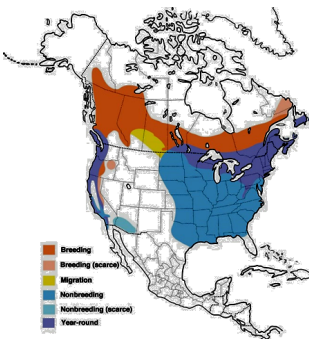 Breeding
Breeding (scarce)
Migration
Nonbreeding
Nonbreeding (scarce)
Year-round